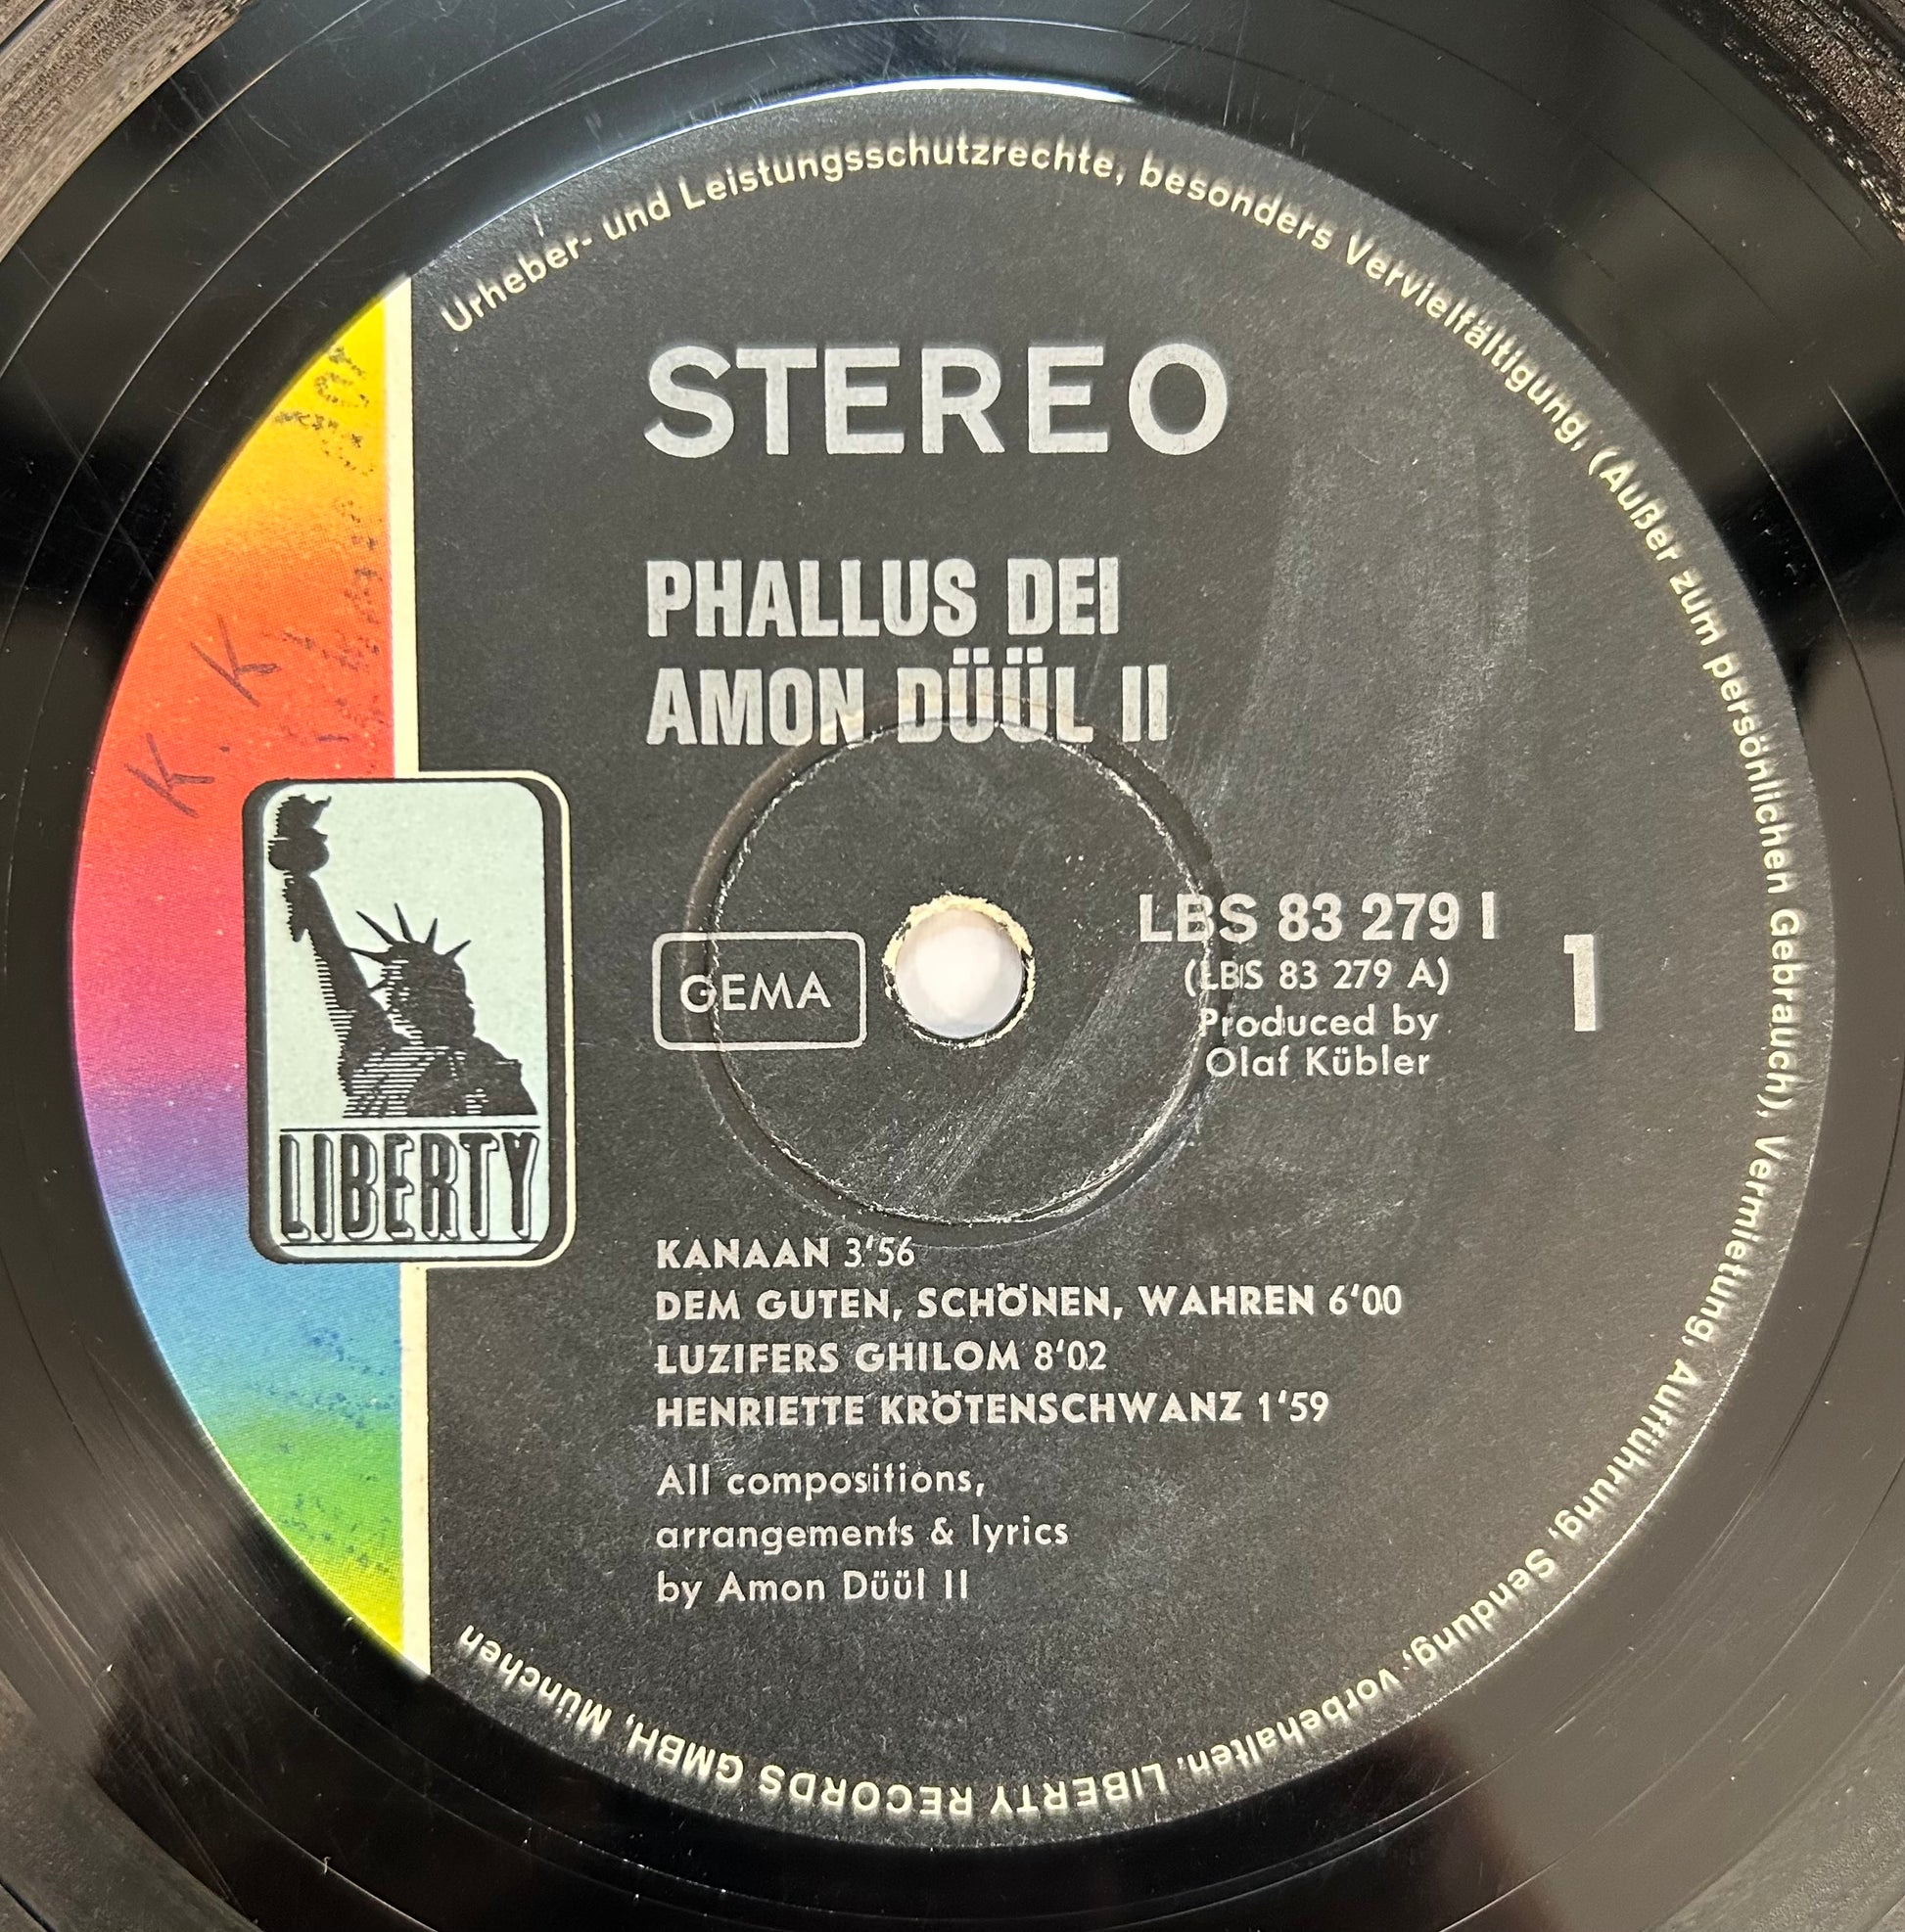 Urheber- und Leistungsschutzrechte, besonders Vervielfältigung, (Außer zum persönlichen Gebrauch), Vermietung, Aufführung, Sendung, vorbehalten. LIBERTY RECORDS GMBH, München
STEREO
PHALLUS DEI
AMON DÜÜL II
K. K.
LIBERTY
GEMA
LBS 83 279 I
(LBS 83 279 A)
Produced by
Olaf Kübler
1
KANAAN 3'56
DEM GUTEN, SCHÖNEN, WAHREN 6'00
LUZIFERS GHILOM 8'02
HENRIETTE KRÖTENSCHWANZ 1'59
All compositions,
arrangements & lyrics
by Amon Düül II